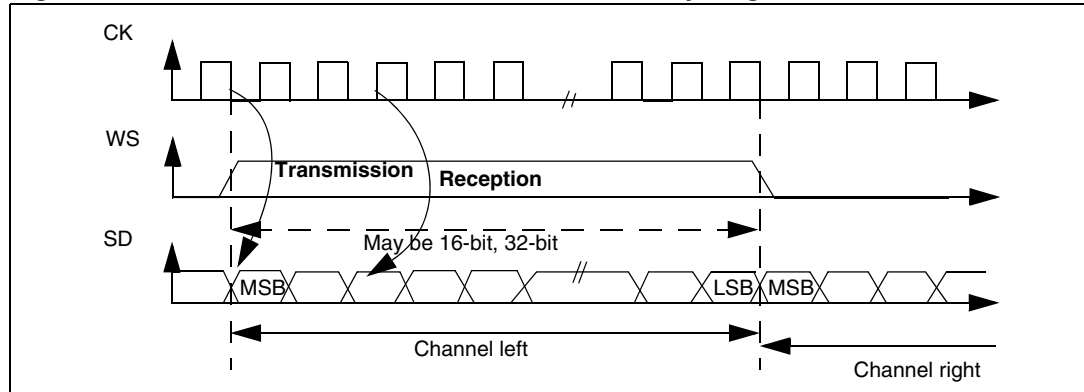 CK
WS
Transmission
Reception
May be 16-bit, 32-bit
SD
MSB
LSB
MSB
Channel left
Channel right